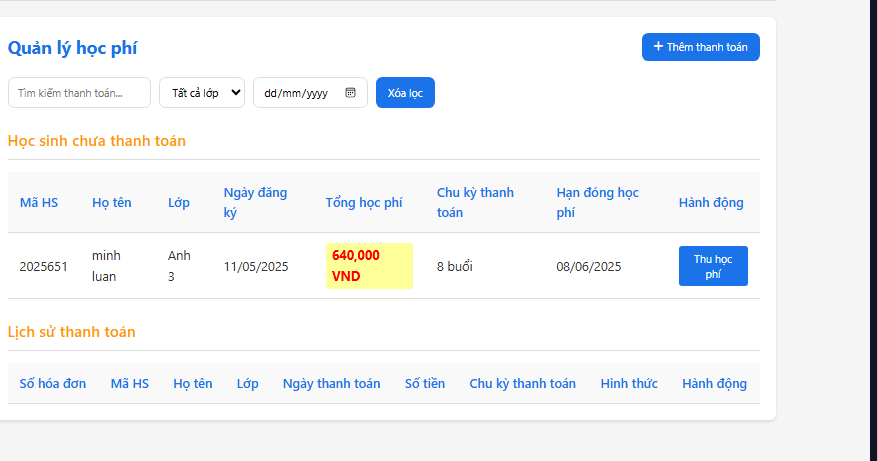 Quản lý học phí
+ Thêm thanh toán
Tìm kiếm thanh toán...
Tất cả lớp
dd/mm/yyyy
Xóa lọc
Học sinh chưa thanh toán
Mã HS
Họ tên
Lớp
Ngày đăng
ký
Tổng học phí
Chu kỳ thanh
toán
Hạn đóng học
phí
Hành động
2025651
minh
luan
Anh
3
11/05/2025
640,000
VND
8 buổi
08/06/2025
Thu học
phí
Lịch sử thanh toán
Số hóa đơn
Mã HS
Họ tên
Lớp
Ngày thanh toán
Số tiền
Chu kỳ thanh toán
Hình thức
Hành động